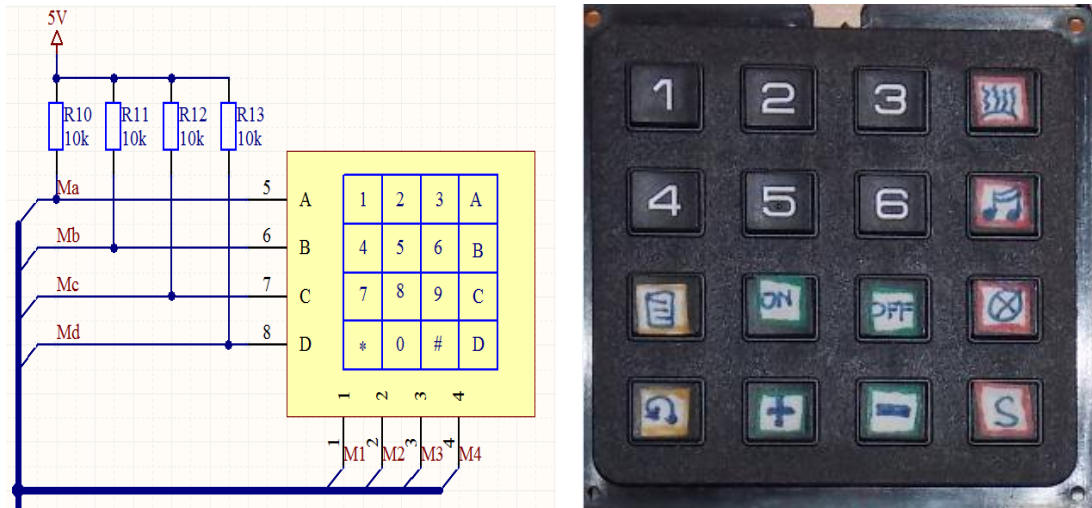 5V
R10 R11 R12 R13
10k 10k 10k 10k
Ma 5 A
Mb 6 B
Mc 7 C
Md 8 D
1 2 3 A
4 5 6 B
7 8 9 C
* 0 # D
1 2 3 4
1 2 3 4
M1 M2 M3 M4
1 2 3
4 5 6
ON OFF
+ -
S